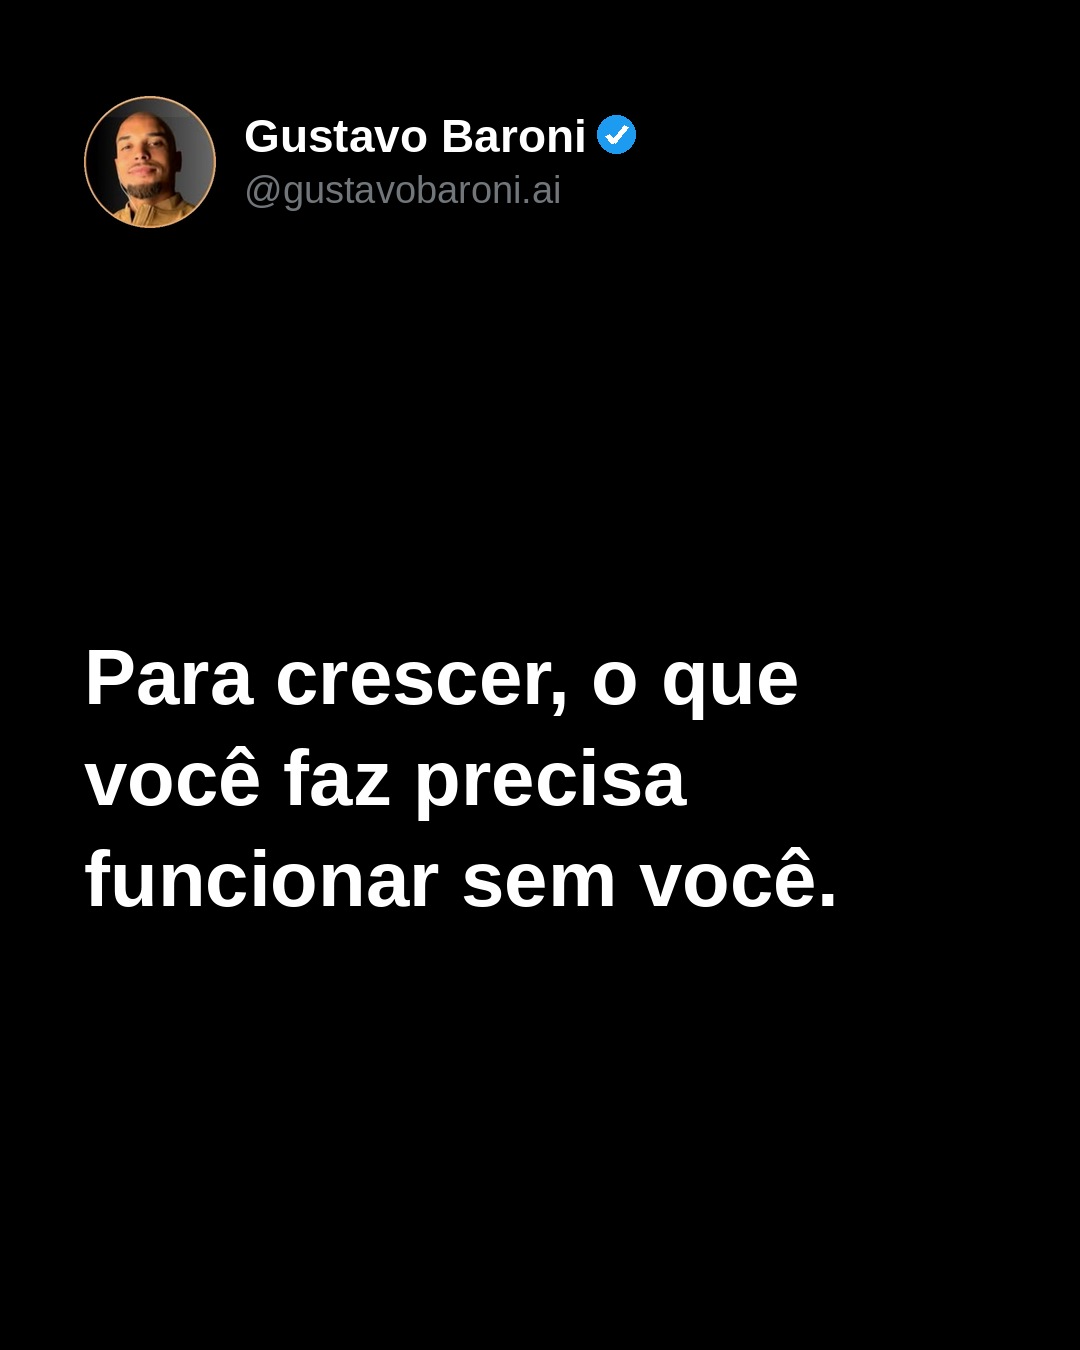 Gustavo Baroni
@gustavobaroni.ai
Para crescer, o que
você faz precisa
funcionar sem você.